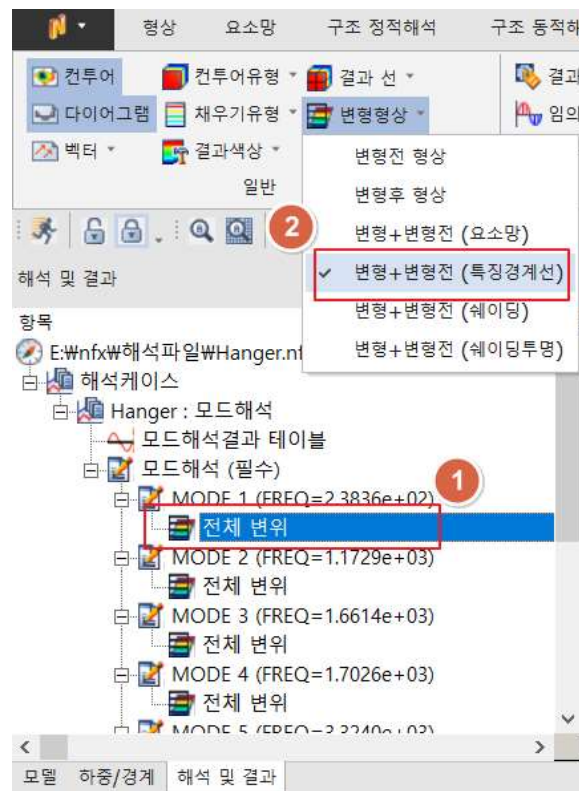 형상 요소망 구조 정적해석 구조 동적해
컨투어 컨투어유형 결과 선 결과
다이어그램 채우기유형 변형형상 임의
벡터 결과색상 변형전 형상
일반 변형후 형상
2 변형+변형전 (요소망)
해석 및 결과 변형+변형전 (특징경계선)
변형+변형전 (쉐이딩)
항목
변형+변형전 (쉐이딩투명)
E:₩nfx₩해석파일₩Hanger.nf
해석케이스
Hanger : 모드해석
모드해석결과 테이블
모드해석 (필수)
1
MODE 1 (FREQ=2.3836e+02)
전체 변위
MODE 2 (FREQ=1.1729e+03)
전체 변위
MODE 3 (FREQ=1.6614e+03)
전체 변위
MODE 4 (FREQ=1.7026e+03)
전체 변위
MODE 5 (FREQ=3.3240e+03)
모델 하중/경계 해석 및 결과